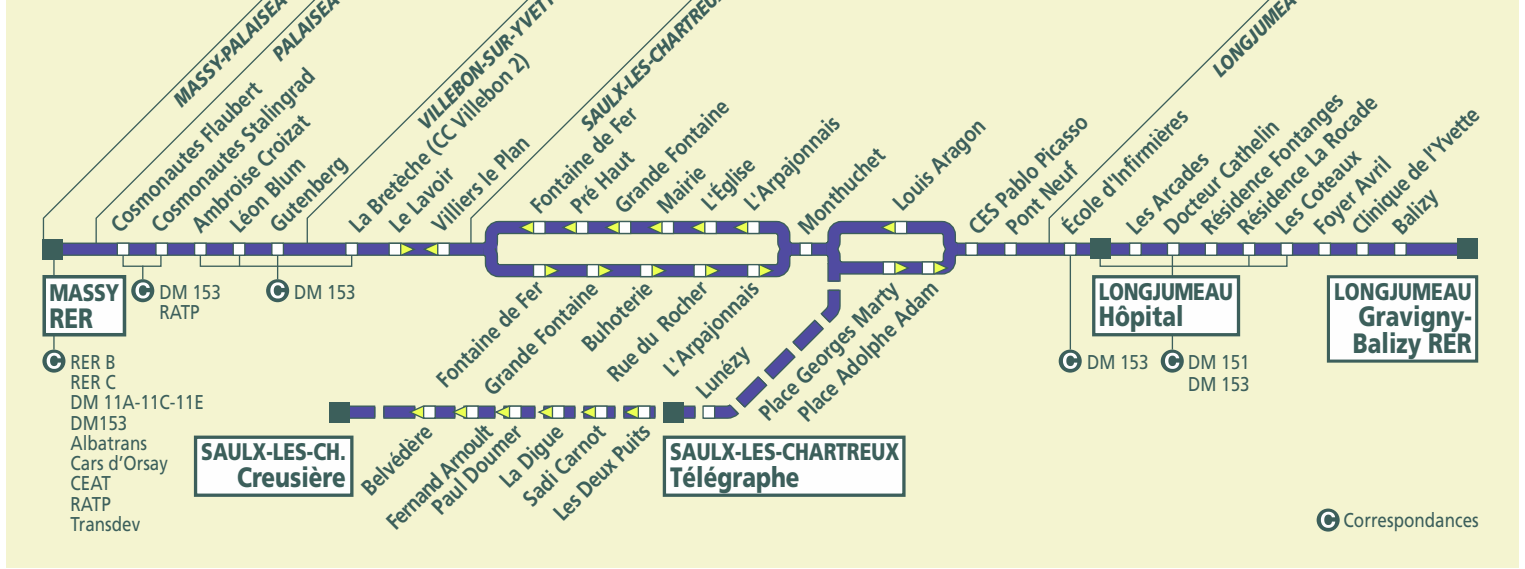 MASSY-PALAISEA
PALAISEA
VILLEBON-SUR-YVETT
SAULX-LES-CHARTREUX
LONGJUMEA
Cosmonautes Flaubert
Cosmonautes Stalingrad
Ambroise Croizat
Léon Blum
Gutenberg
La Bretèche (CC Villebon 2)
Le Lavoir
Villiers le Plan
Fontaine de Fer
Pré Haut
Grande Fontaine
Mairie
L'Église
L'Arpajonnais
Monthuchet
Louis Aragon
CES Pablo Picasso
Pont Neuf
École d'Infirmières
Les Arcades
Docteur Cathelin
Résidence Fontanges
Résidence La Rocade
Les Coteaux
Foyer Avril
Clinique de l'Yvette
Balizy
MASSY
RER
C DM 153
RATP
C DM 153
Fontaine de Fer
Grande Fontaine
Buhoterie
Rue du Rocher
L'Arpajonnais
Lunézy
Place Georges Marty
Place Adolphe Adam
LONGJUMEAU
Hôpital
LONGJUMEAU
Gravigny-
Balizy RER
C RER B
RER C
DM 11A-11C-11E
DM153
Albatrans
Cars d'Orsay
CEAT
RATP
Transdev
C DM 153
C DM 151
DM 153
SAULX-LES-CH.
Creusière
Belvédère
Fernand Arnoult
Paul Doumer
La Digue
Sadi Carnot
Les Deux Puits
SAULX-LES-CHARTREUX
Télégraphe
C Correspondances